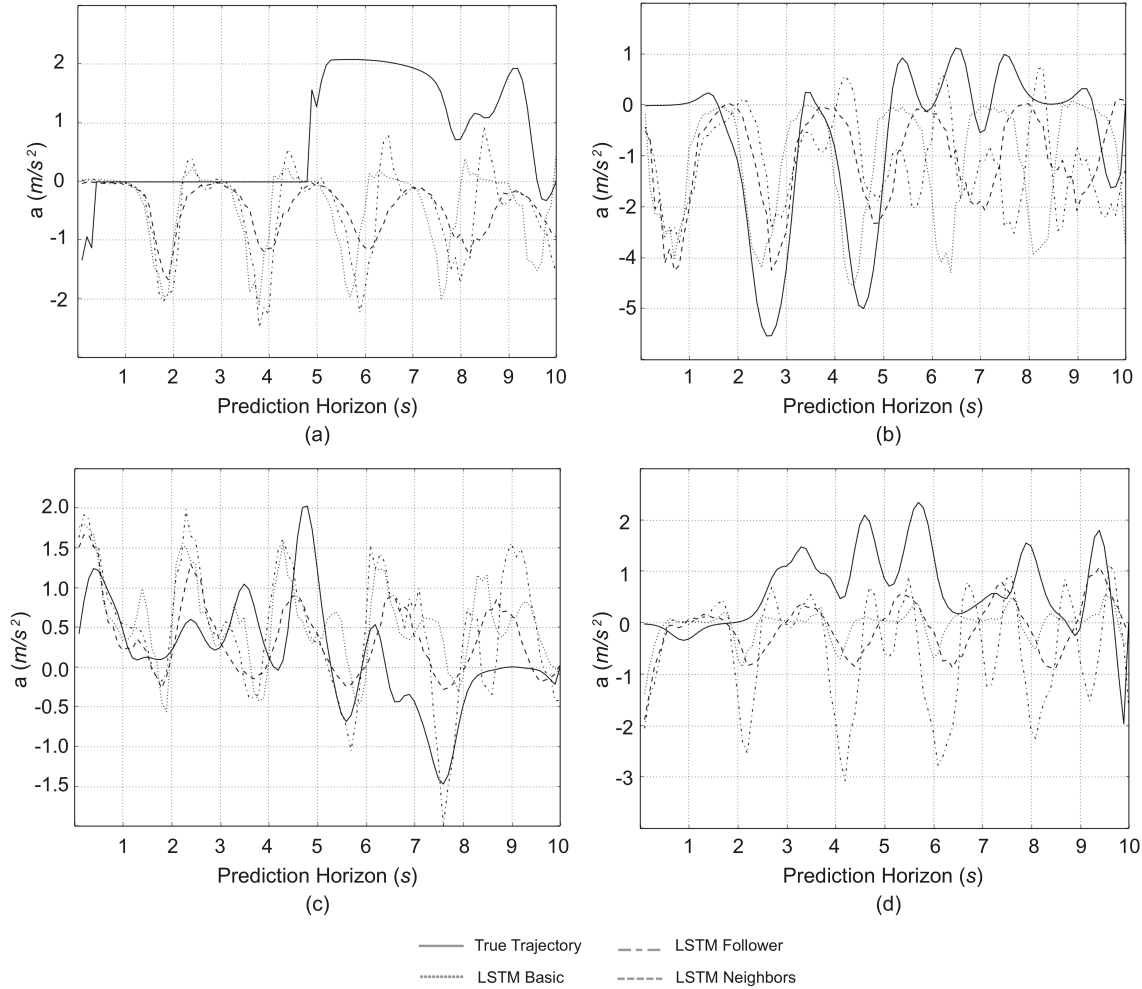 2
1
0
-1
-2
a (m/s²)
1 2 3 4 5 6 7 8 9 10
Prediction Horizon (s)
(a)
1
0
-1
-2
-4
-5
a (m/s²)
1 2 3 4 5 6 7 8 9 10
Prediction Horizon (s)
(b)
2.0
1.5
1.0
0.5
0.0
-0.5
-1.0
-1.5
a (m/s²)
1 2 3 4 5 6 7 8 9 10
Prediction Horizon (s)
(c)
2
1
0
-1
-2
-3
a (m/s²)
1 2 3 4 5 6 7 8 9 10
Prediction Horizon (s)
(d)
True Trajectory
LSTM Follower
LSTM Basic
LSTM Neighbors